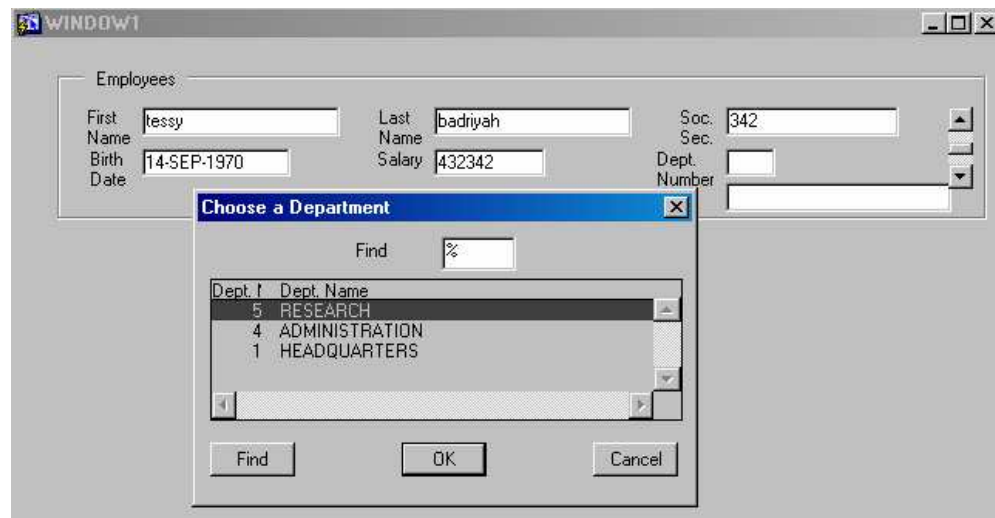 WINDOW1
Employees
First Name tessy
Last Name badriyah
Soc. Sec. 342
Birth Date 14-SEP-1970
Salary 432342
Dept. Number
Choose a Department
Find %
Dept. Dept. Name
5 RESEARCH
4 ADMINISTRATION
1 HEADQUARTERS
Find OK Cancel